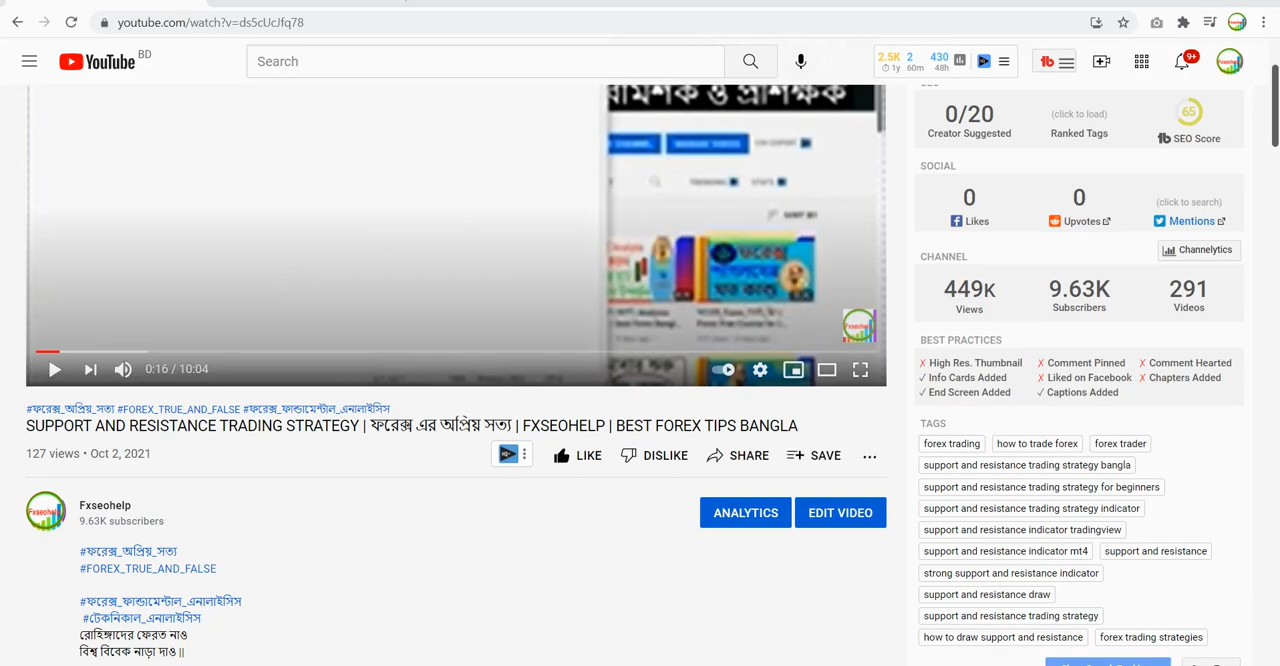 youtube.com/watch?v=ds5cUcJfq78
YouTube BD
Search
2.5K 2 430
1y 60m 48h
9+
পরামর্শক ও প্রশিক্ষক
SORT BY
0:16 / 10:04
#ফরেক্স_অপ্রিয়_সত্য #FOREX_TRUE_AND_FALSE #ফরেক্স_ফান্ডামেন্টাল_এনালাইসিস
SUPPORT AND RESISTANCE TRADING STRATEGY | ফরেক্স এর অপ্রিয় সত্য | FXSEOHELP | BEST FOREX TIPS BANGLA
127 views • Oct 2, 2021
LIKE DISLIKE SHARE SAVE ...
Fxseohelp
9.63K subscribers
ANALYTICS EDIT VIDEO
#ফরেক্স_অপ্রিয়_সত্য
#FOREX_TRUE_AND_FALSE
#ফরেক্স_ফান্ডামেন্টাল_এনালাইসিস
#টেকনিকাল_এনালাইসিস
রোহিঙ্গাদের ফেরত নাও
বিশ্ব বিবেক নাড়া দাও॥
0/20 (click to load) 65
Creator Suggested Ranked Tags tb SEO Score
SOCIAL
0 0 (click to search)
Likes Upvotes Mentions
CHANNEL Channelytics
449K 9.63K 291
Views Subscribers Videos
BEST PRACTICES
✗ High Res. Thumbnail ✗ Comment Pinned ✗ Comment Hearted
✓ Info Cards Added ✗ Liked on Facebook ✗ Chapters Added
✓ End Screen Added ✓ Captions Added
TAGS
forex trading how to trade forex forex trader
support and resistance trading strategy bangla
support and resistance trading strategy for beginners
support and resistance trading strategy indicator
support and resistance indicator tradingview
support and resistance indicator mt4 support and resistance
strong support and resistance indicator
support and resistance draw
support and resistance trading strategy
how to draw support and resistance forex trading strategies